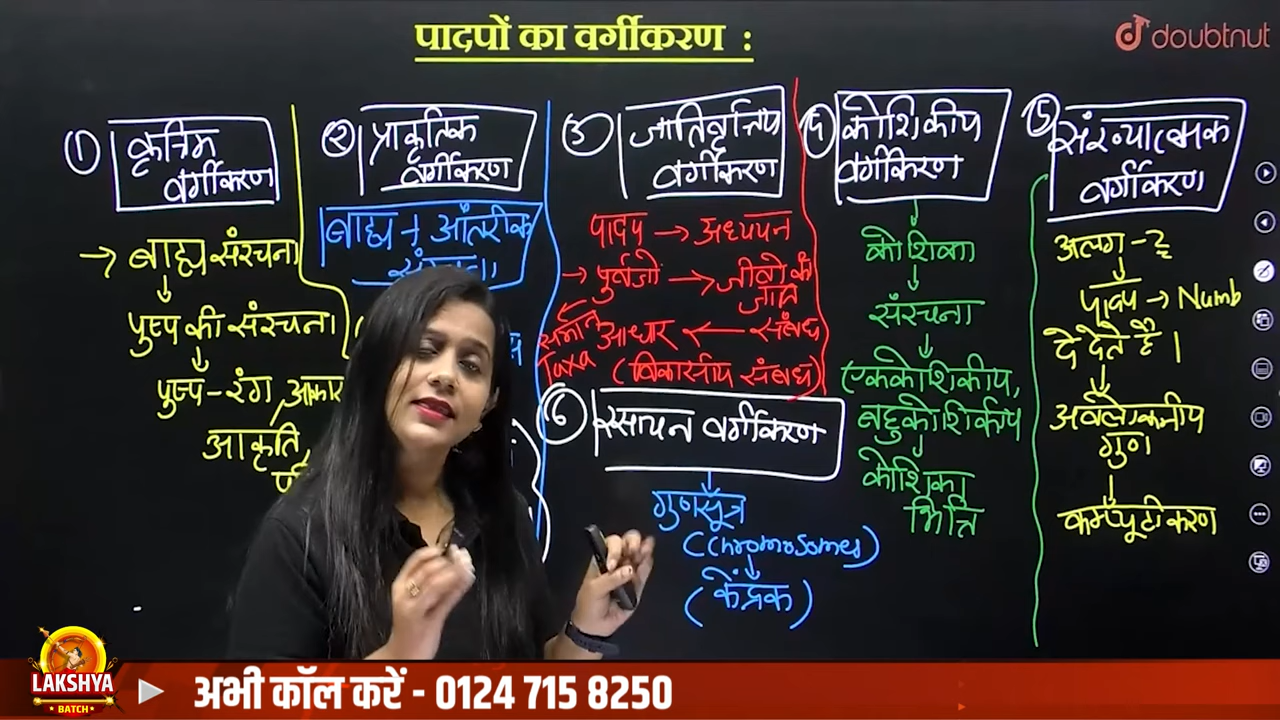 पादपों का वर्गीकरण :
doubtnut
① कृत्रिम
वर्गीकरण
→ बाह्य संरचना
पुष्प की संरचना
पुष्प - रंग, आकार
आकृति,
② प्राकृतिक
वर्गीकरण
बाह्य + आंतरीक
③ जातिवृत्तिय
वर्गीकरण
पादप → अध्ययन
→ पुर्वजो → जीवो के
आधार ← संबंध
Taxa (विकासीय संबंध)
④ कोशिकीय
वर्गीकरण
कोशिका
संरचना
एककोशिकीय,
बहुकोशिकीय
कोशिका
भित्ति
⑤ संख्यात्मक
वर्गीकरण
अलग - २
पादप → Numb
दे देते है।
अवलोकनीय
गुण
कम्प्यूटीकरण
⑥ रसायन वर्गीकरण
गुणसूत्र
(Chromosomes)
(केंद्रक)
LAKSHYA
BATCH
अभी कॉल करें - 0124 715 8250